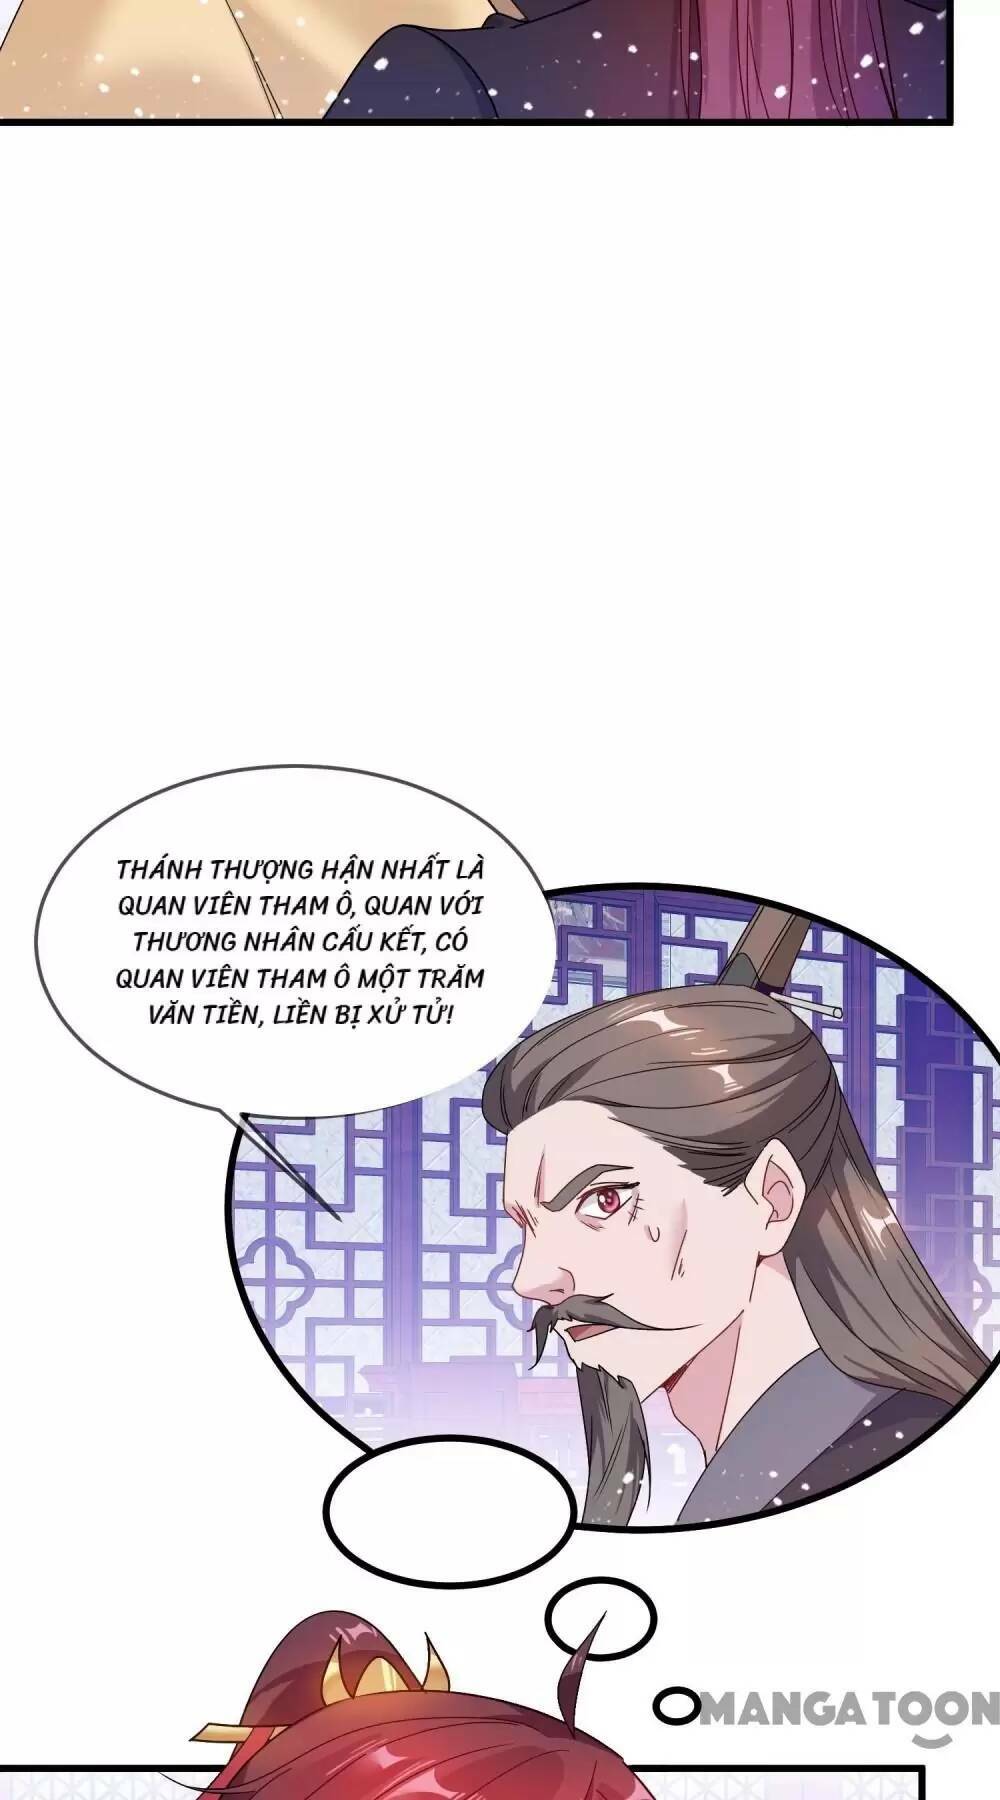 THÁNH THƯỢNG HẬN NHẤT LÀ
QUAN VIÊN THAM Ô, QUAN VỚI
THƯƠNG NHÂN CẤU KẾT, CÓ
QUAN VIÊN THAM Ô MỘT TRĂM
VĂN TIỀN, LIỀN BỊ XỬ TỬ!
MANGATOON